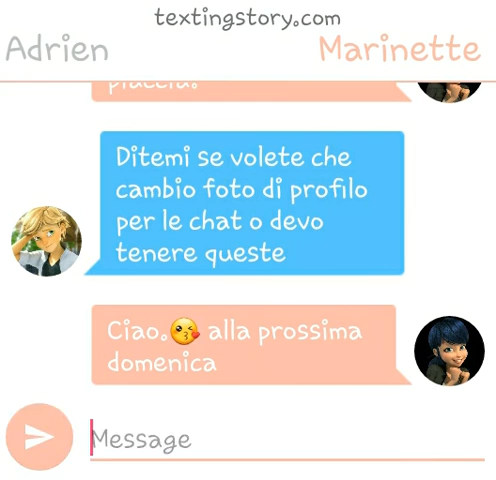 textingstory.com
Adrien
Marinette
Ditemi se volete che
cambio foto di profilo
per le chat o devo
tenere queste
Ciao.😘 alla prossima
domenica
Message